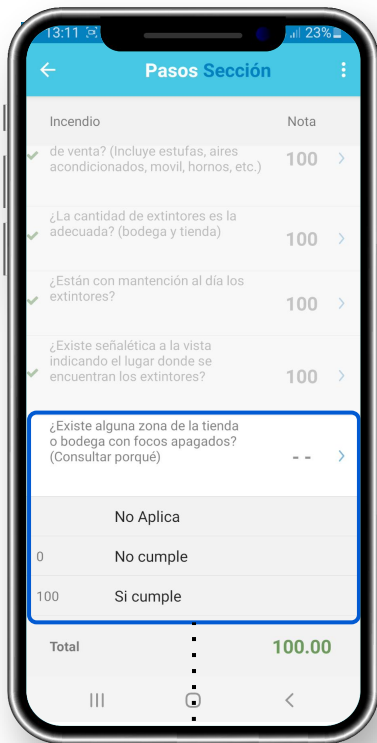 13:11 23%
Pasos Sección
Incendio Nota
de venta? (Incluye estufas, aires
acondicionados, movil, hornos, etc.) 100
¿La cantidad de extintores es la
adecuada? (bodega y tienda) 100
¿Están con mantención al día los
extintores? 100
¿Existe señalética a la vista
indicando el lugar donde se
encuentran los extintores? 100
¿Existe alguna zona de la tienda
o bodega con focos apagados?
(Consultar porqué) - -
No Aplica
0 No cumple
100 Si cumple
Total 100.00